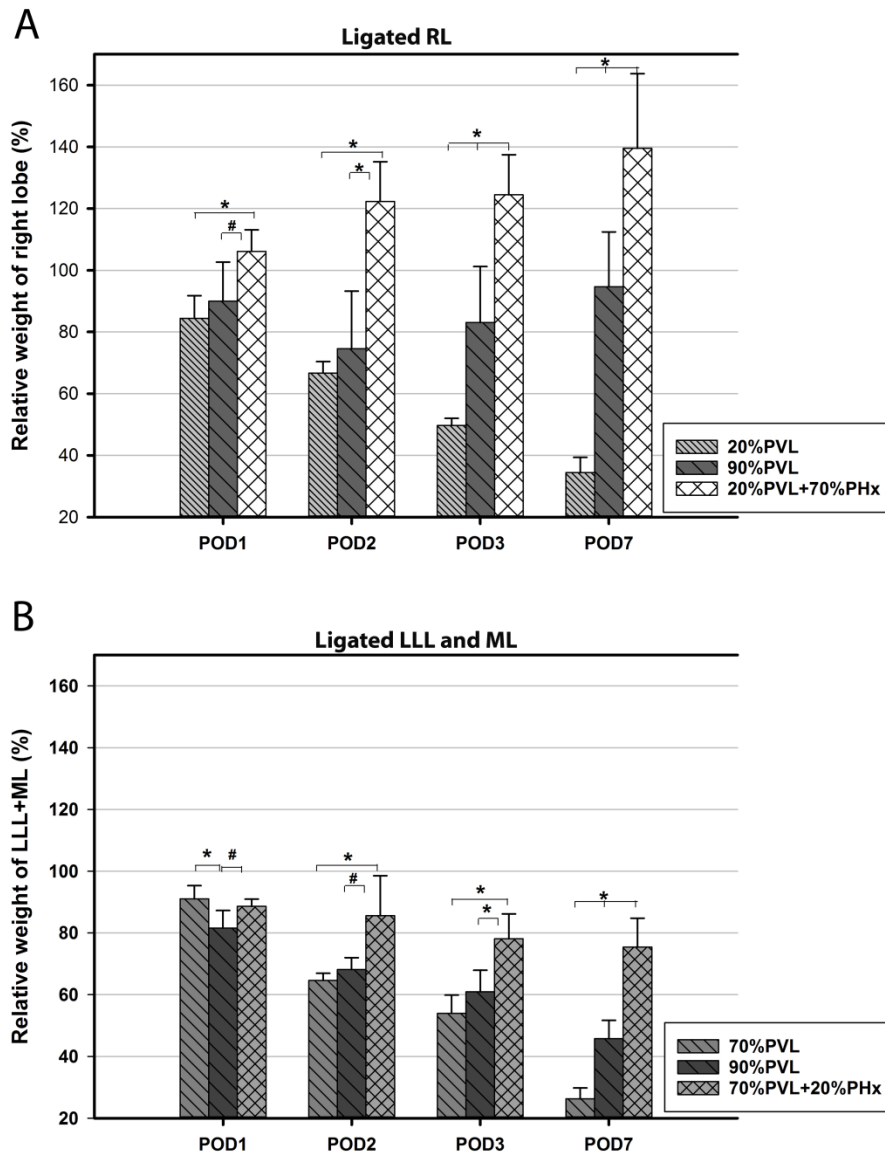 A
Ligated RL
Relative weight of right lobe (%)
160
140
120
100
80
60
40
20
*
#
*
*
*
*
20%PVL
90%PVL
20%PVL+70%PHx
POD1 POD2 POD3 POD7
B
Ligated LLL and ML
Relative weight of LLL+ML (%)
160
140
120
100
80
60
40
20
* #
*
#
*
*
*
70%PVL
90%PVL
70%PVL+20%PHx
POD1 POD2 POD3 POD7